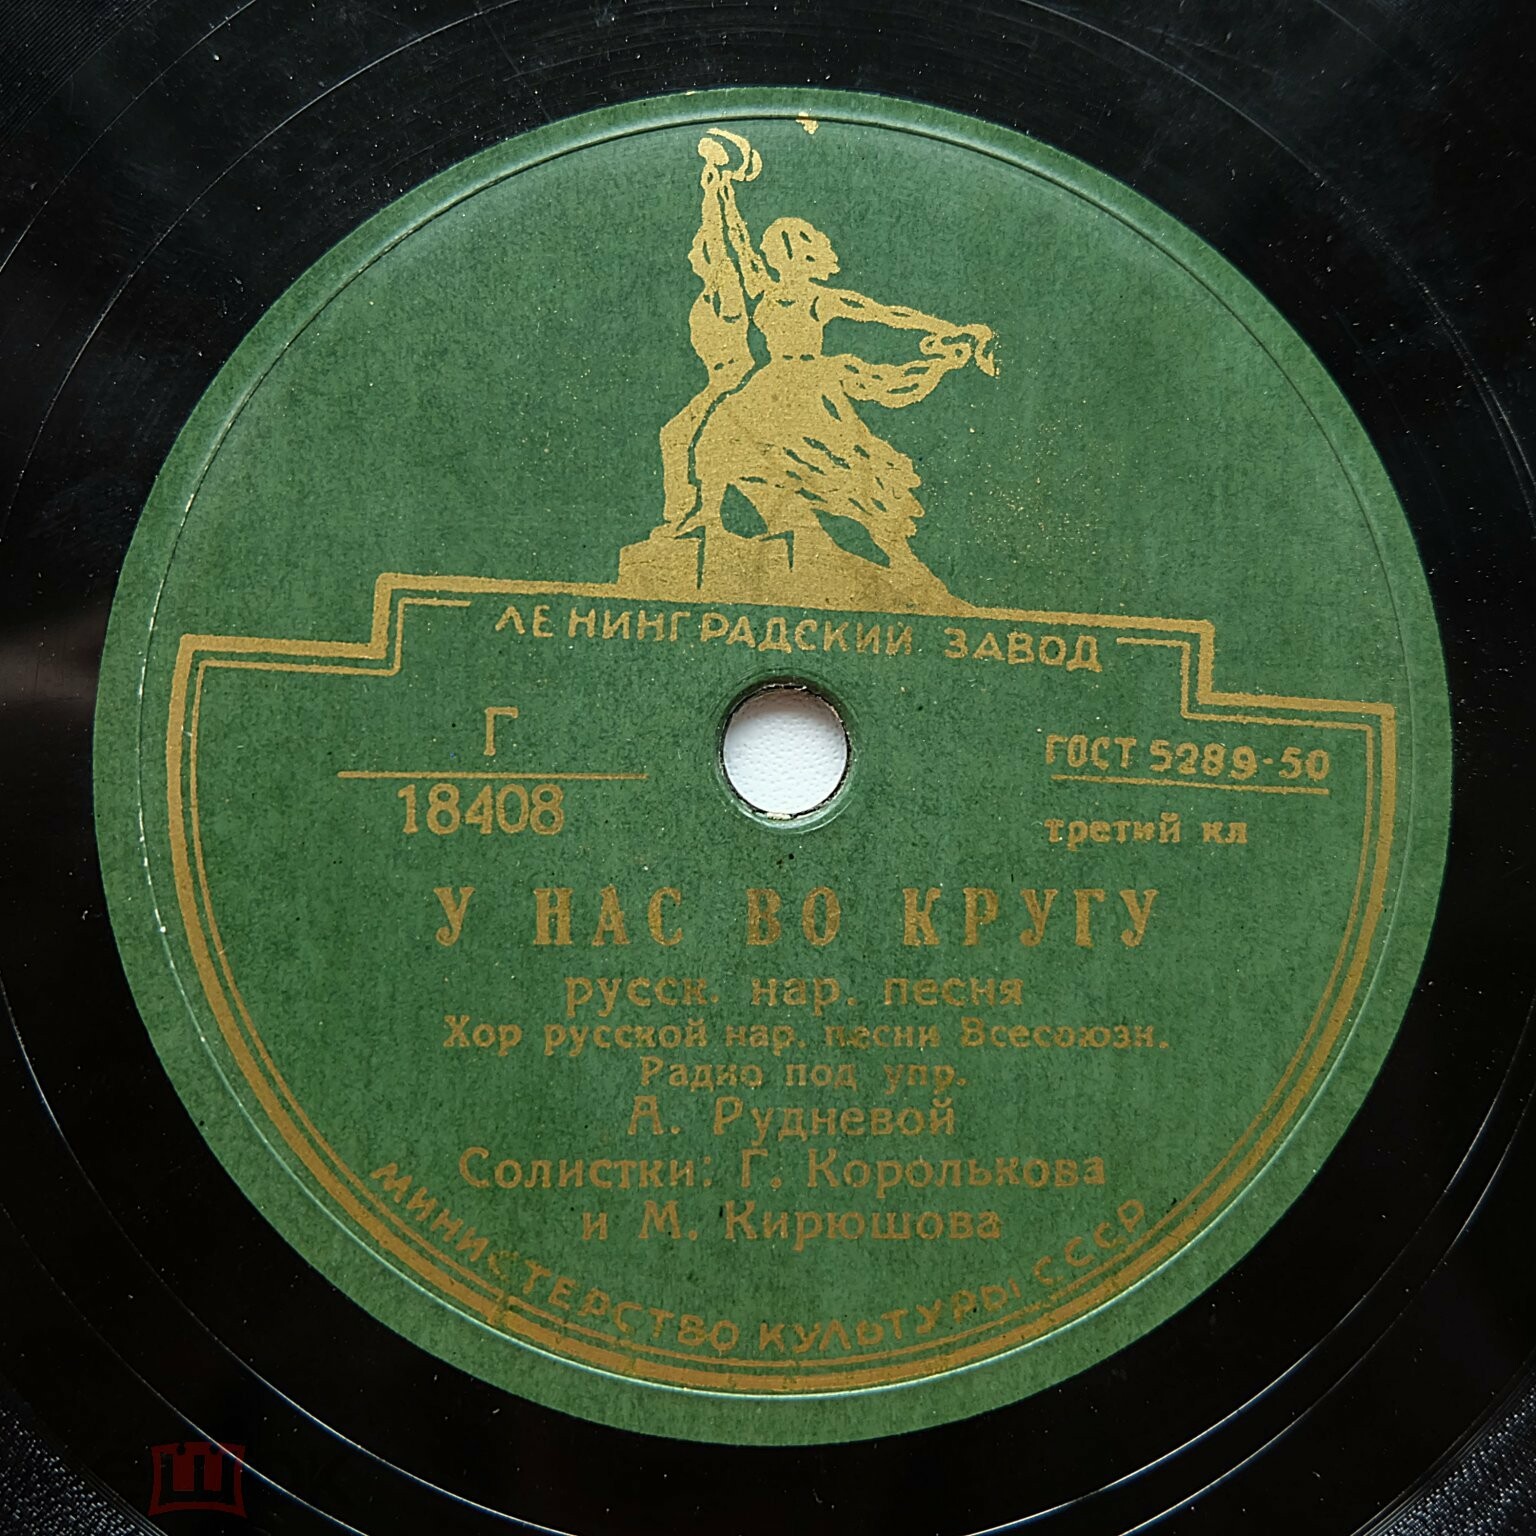 ЛЕНИНГРАДСКИЙ ЗАВОД
Г
18408
ГОСТ 5289-50
третий кл
У НАС ВО КРУГУ
русск. нар. песня
Хор русской нар. песни Всесоюзн.
Радио под упр.
А. Рудневой
Солистки: Г. Королькова
и М. Кирюшова
МИНИСТЕРСТВО КУЛЬТУРЫ СССР